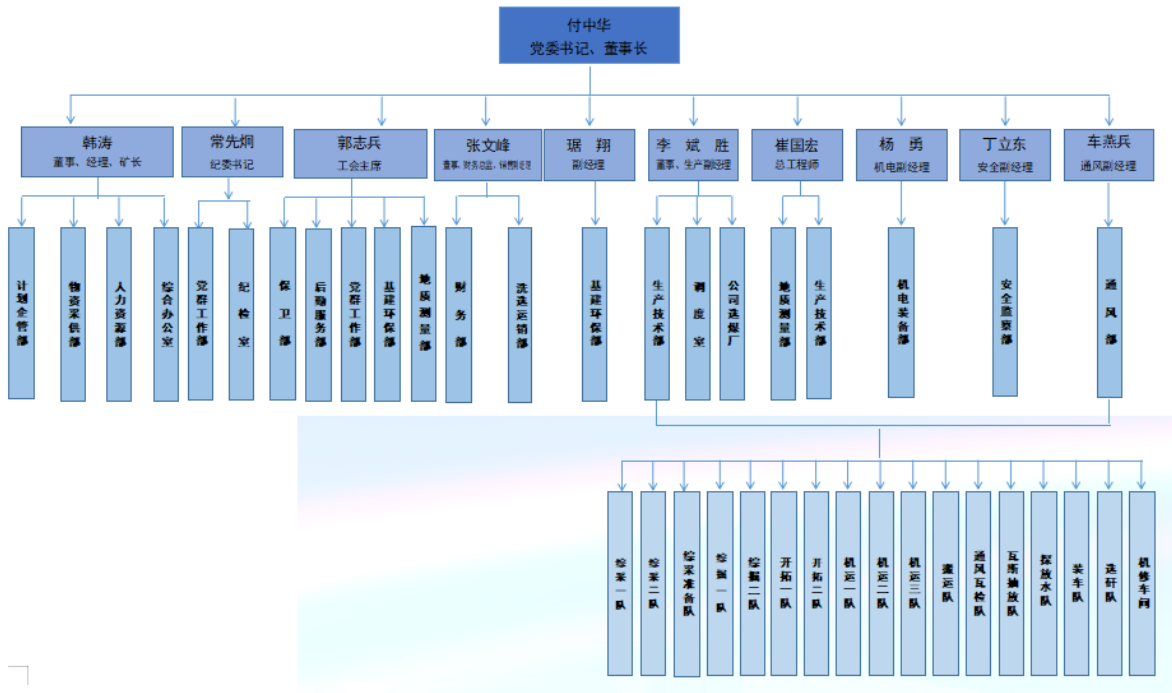 付中华
党委书记、董事长
韩涛
董事、经理、矿长
常先炯
纪委书记
郭志兵
工会主席
张文峰
董事、财务总监、
琚 翔
副经理
李 斌 胜
董事、生产副经理
崔国宏
总工程师
杨 勇
机电副经理
丁立东
安全副经理
车燕兵
通风副经理
计划企管部
物资采供部
人力资源部
综合办公室
党群工作部
纪检室
保卫部
后勤服务部
党群工作部
基建环保部
地质测量部
财务部
洗选运销部
基建环保部
生产技术部
调度室
公司选煤厂
地质测量部
生产技术部
机电装备部
安全监察部
通风部
综采一队
综采二队
综采准备队
综掘一队
综掘二队
开拓一队
开拓二队
机运一队
机运二队
机运三队
搬运队
通风瓦检队
瓦斯抽放队
探放水队
装车队
选矸队
机修车间